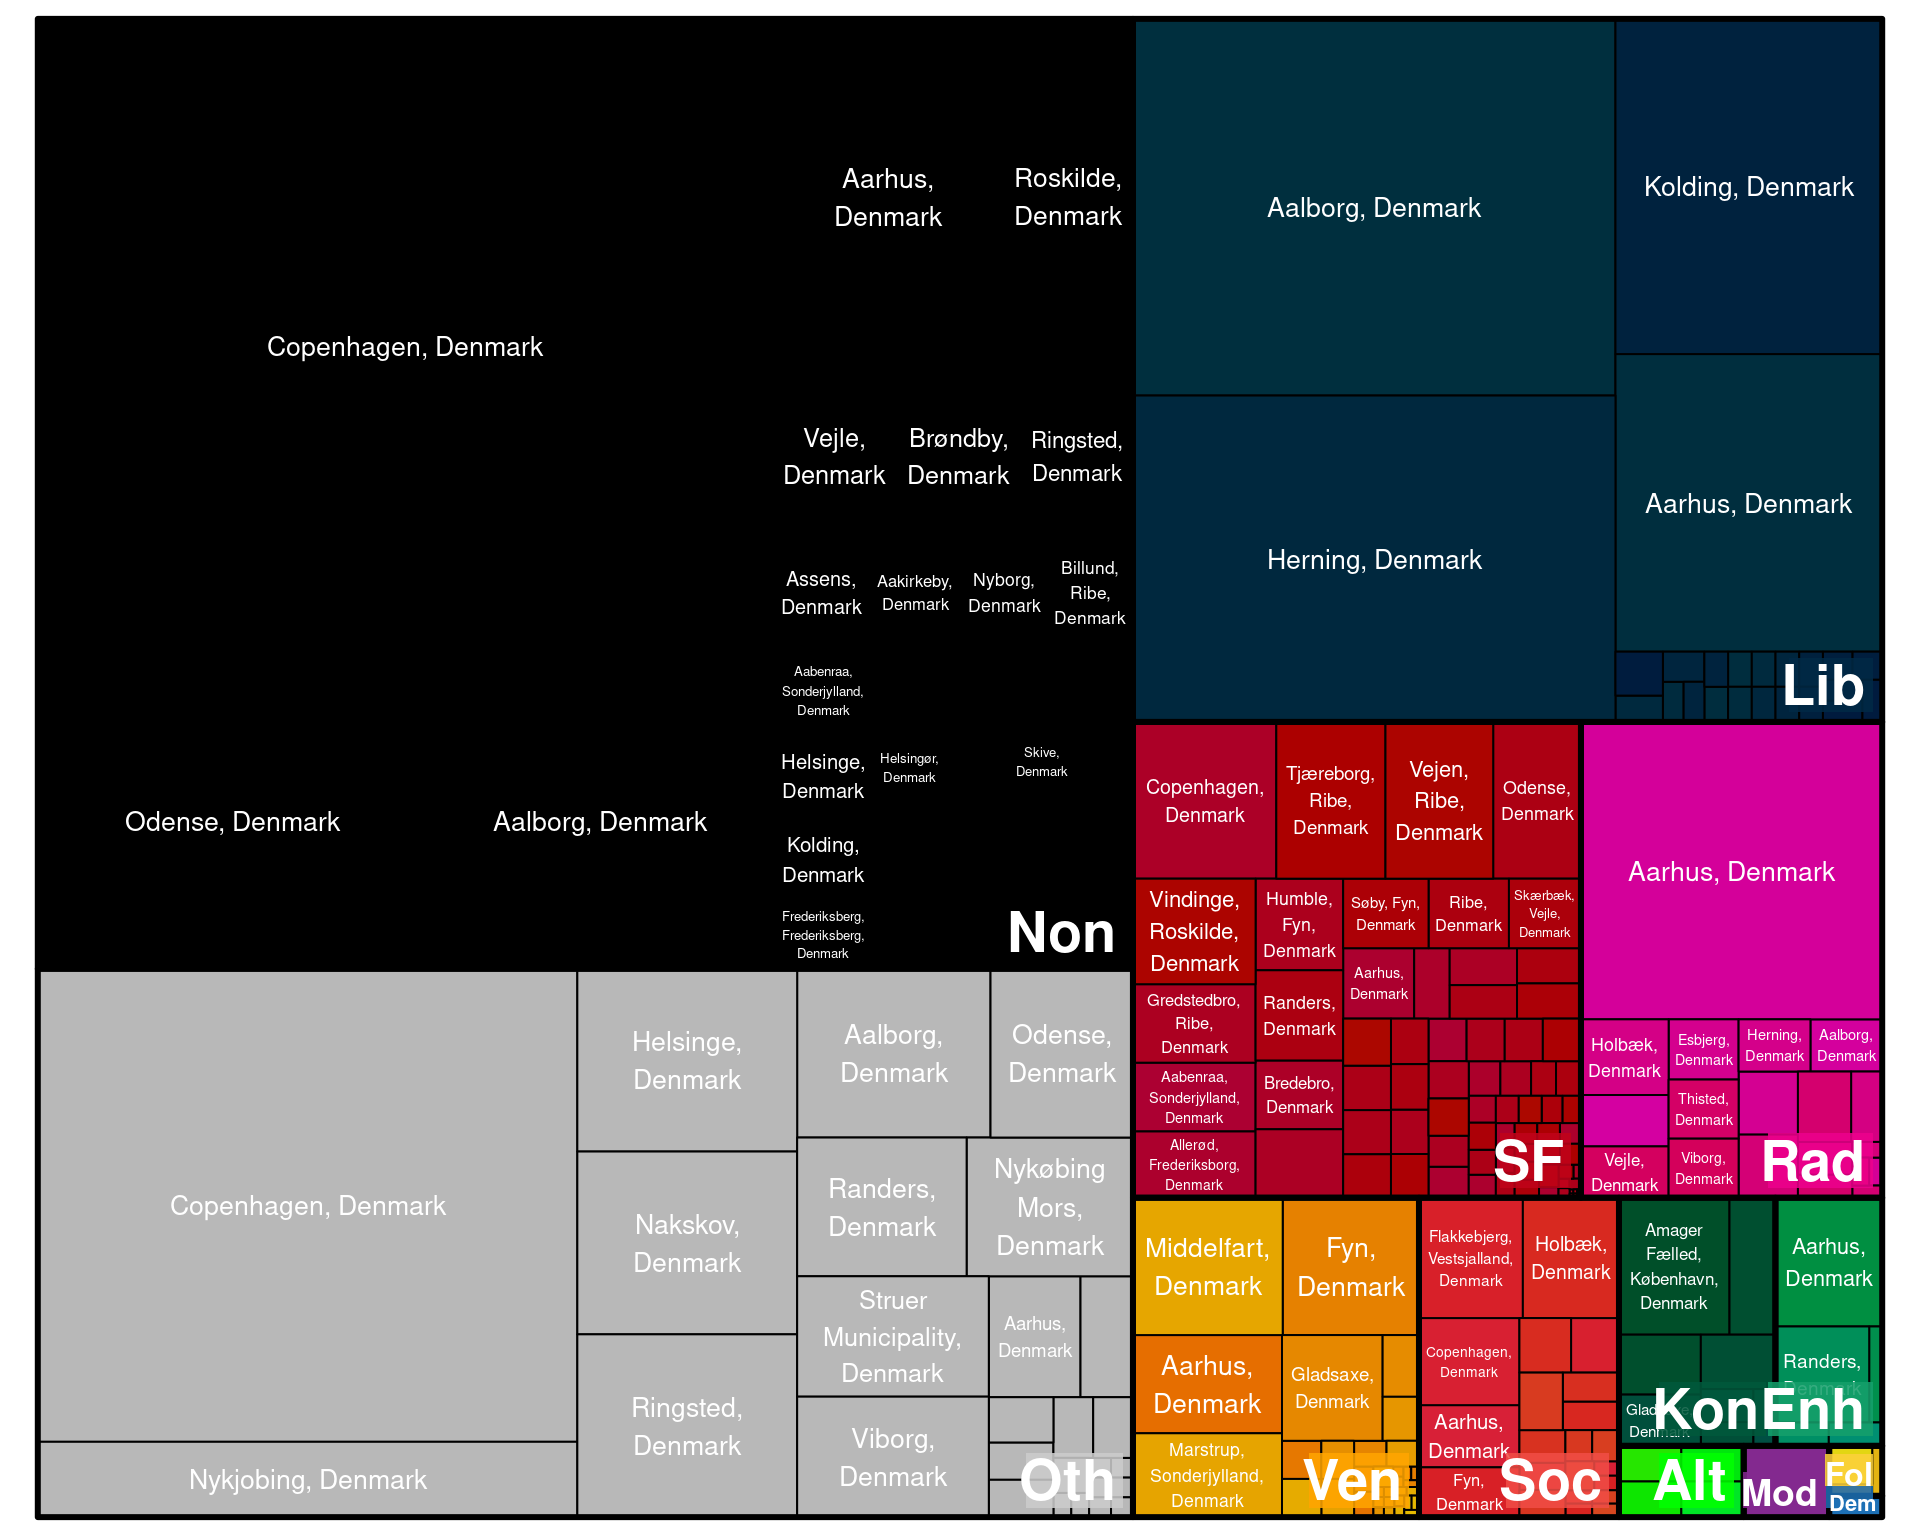 Copenhagen, Denmark
Aarhus,
Denmark
Roskilde,
Denmark
Vejle,
Denmark
Brøndby,
Denmark
Ringsted,
Denmark
Assens,
Denmark
Aakirkeby,
Denmark
Nyborg,
Denmark
Billund,
Ribe,
Denmark
Aabenraa,
Sonderjylland,
Denmark
Helsinge,
Denmark
Helsingør,
Denmark
Skive,
Denmark
Odense, Denmark
Aalborg, Denmark
Kolding,
Denmark
Frederiksberg,
Frederiksberg,
Denmark
Non
Aalborg, Denmark
Kolding, Denmark
Herning, Denmark
Aarhus, Denmark
Lib
Copenhagen, Denmark
Nykjobing, Denmark
Helsinge,
Denmark
Nakskov,
Denmark
Ringsted,
Denmark
Aalborg,
Denmark
Odense,
Denmark
Randers,
Denmark
Nykøbing
Mors,
Denmark
Struer
Municipality,
Denmark
Aarhus,
Denmark
Viborg,
Denmark
Oth
Copenhagen,
Denmark
Tjæreborg,
Ribe,
Denmark
Vejen,
Ribe,
Denmark
Odense,
Denmark
Vindinge,
Roskilde,
Denmark
Humble,
Fyn,
Denmark
Søby, Fyn,
Denmark
Ribe,
Denmark
Skærbæk,
Vejle,
Denmark
Gredstedbro,
Ribe,
Denmark
Randers,
Denmark
Aarhus,
Denmark
Aabenraa,
Sonderjylland,
Denmark
Bredebro,
Denmark
Allerød,
Frederiksborg,
Denmark
SF
Aarhus, Denmark
Holbæk,
Denmark
Esbjerg,
Denmark
Herning,
Denmark
Aalborg,
Denmark
Thisted,
Denmark
Vejle,
Denmark
Viborg,
Denmark
Rad
Middelfart,
Denmark
Fyn,
Denmark
Aarhus,
Denmark
Gladsaxe,
Denmark
Marstrup,
Sonderjylland,
Denmark
Ven
Flakkebjerg,
Vestsjalland,
Denmark
Holbæk,
Denmark
Copenhagen,
Denmark
Aarhus,
Denmark
Fyn,
Denmark
Soc
Amager
Fælled,
København,
Denmark
Kon
Aarhus,
Denmark
Randers,
Denmark
Enh
Alt
Mod
Fol
Dem